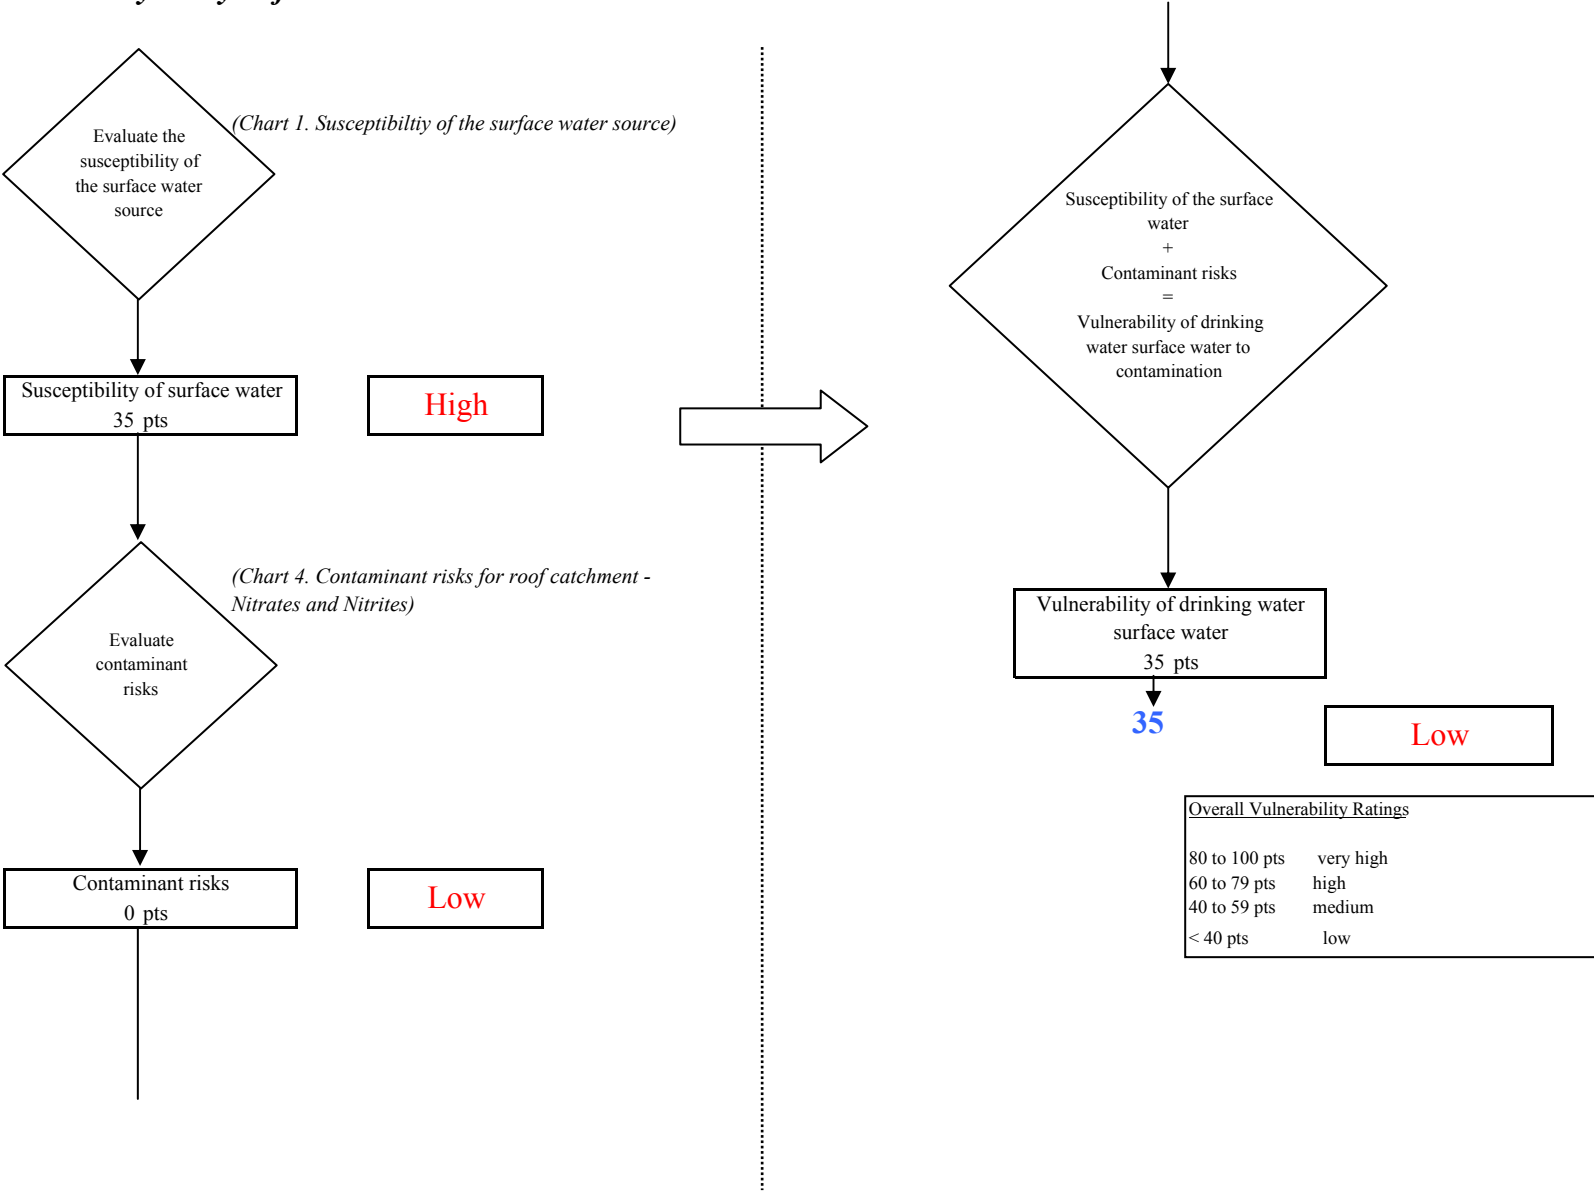 (Chart 1. Susceptibiltiy of the surface water source)
Evaluate the
susceptibility of
the surface water
source
Susceptibility of surface water
35 pts
High
(Chart 4. Contaminant risks for roof catchment -
Nitrates and Nitrites)
Evaluate
contaminant
risks
Contaminant risks
0 pts
Low
Susceptibility of the surface
water
+
Contaminant risks
=
Vulnerability of drinking
water surface water to
contamination
Vulnerability of drinking water
surface water
35 pts
35
Low
Overall Vulnerability Ratings
80 to 100 pts very high
60 to 79 pts high
40 to 59 pts medium
< 40 pts low